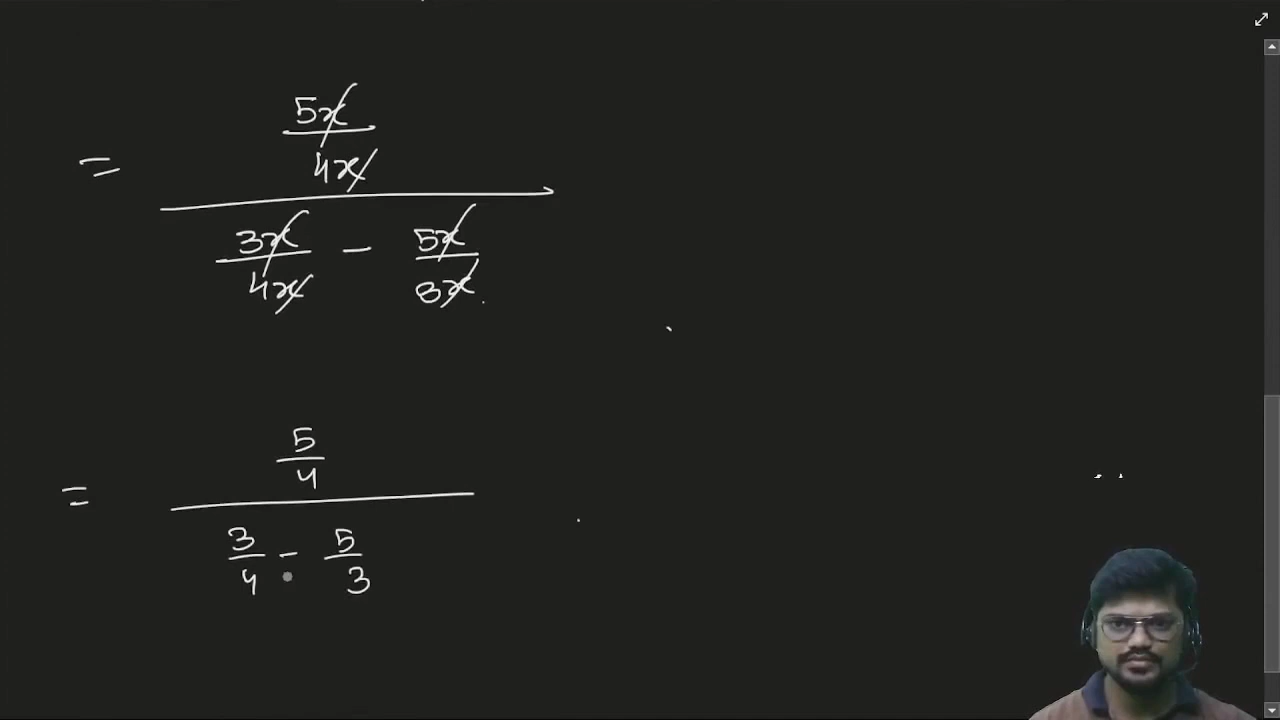 5x
=
4x
3x - 5x
4x 3x
5
=
4
3 - 5
4 3